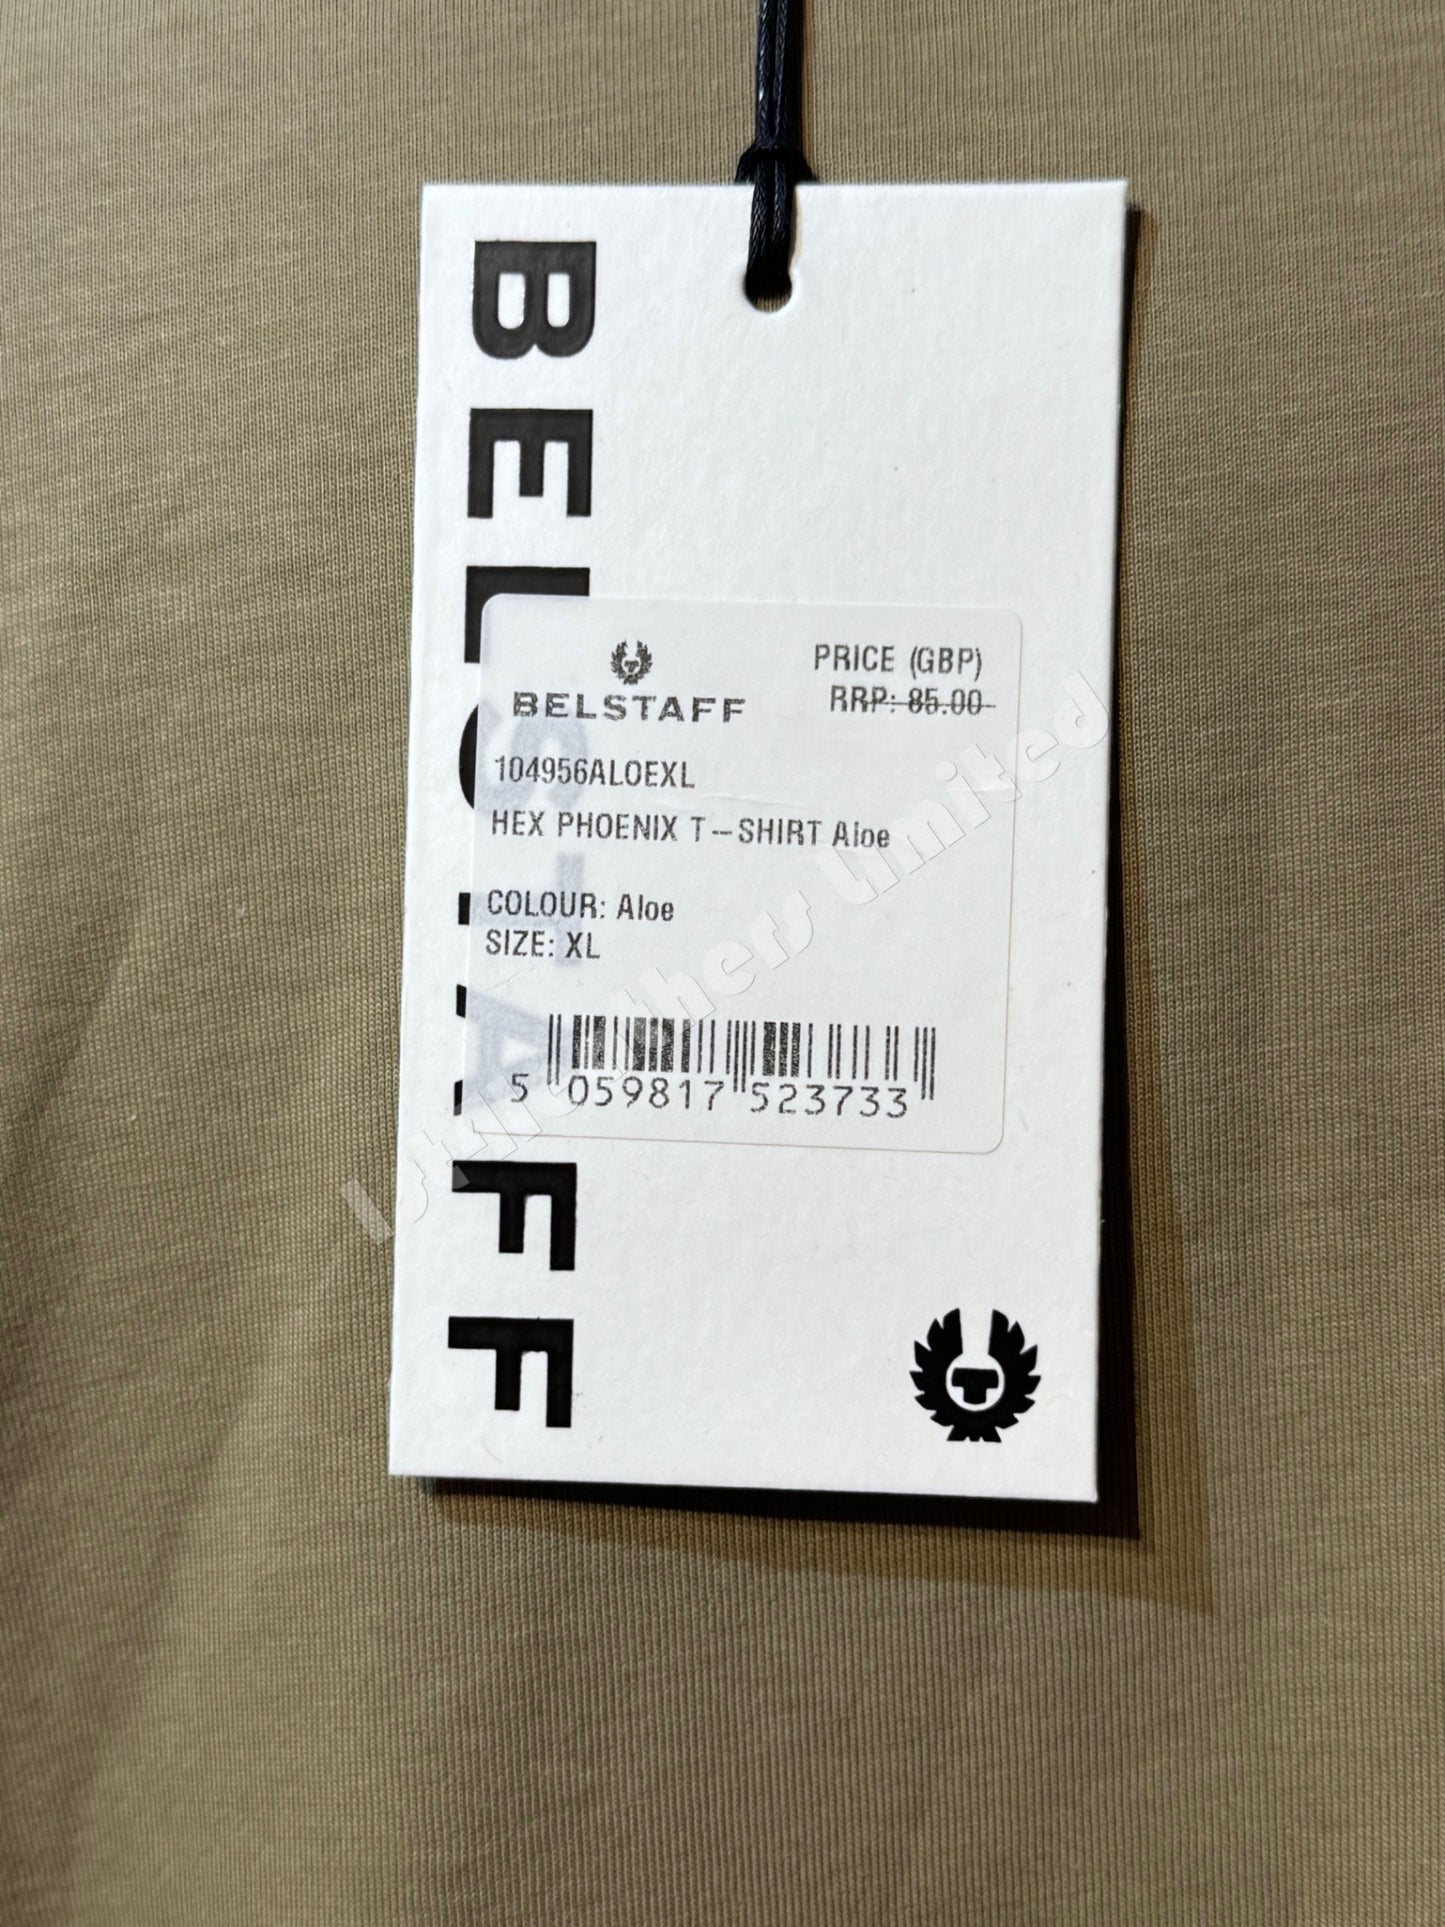 BELSTAFF
BELSTAFF
PRICE (GBP)
RRP: 85.00
104956ALOEXL
HEX PHOENIX T-SHIRT Aloe
COLOUR: Aloe
SIZE: XL
5 059817 523733